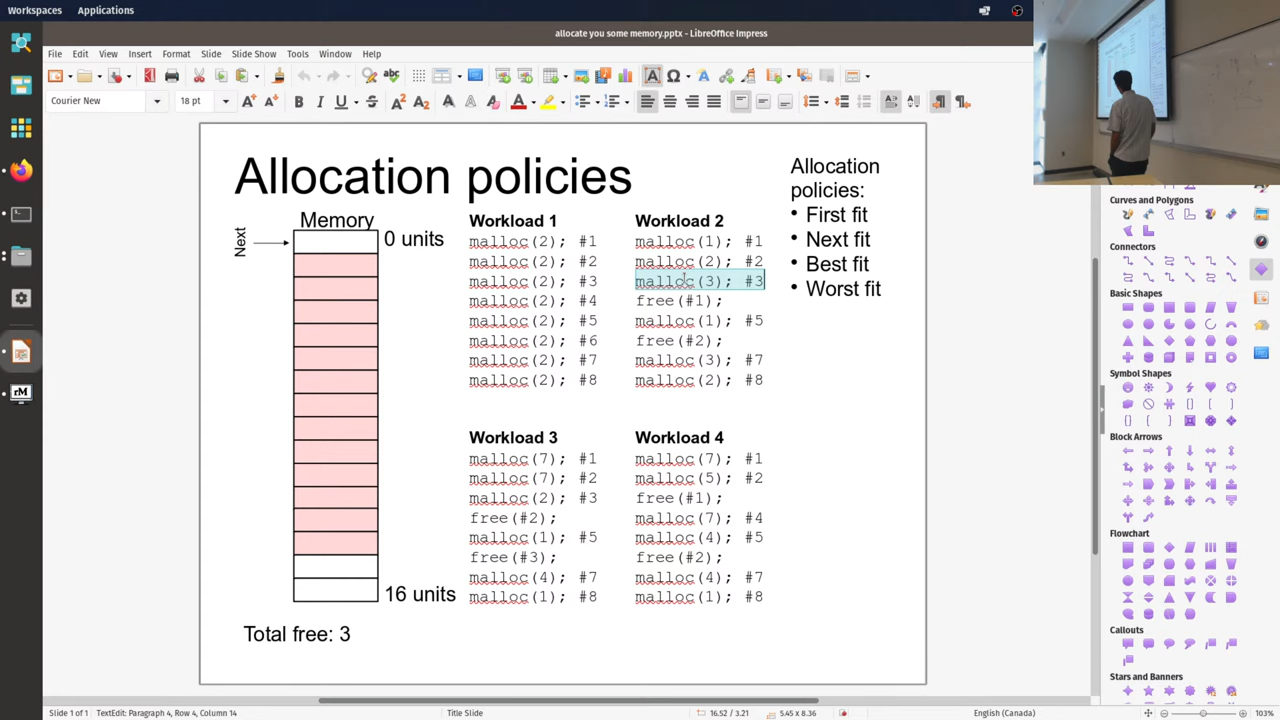 Workspaces Applications
allocate you some memory.pptx - LibreOffice Impress
File Edit View Insert Format Slide Slide Show Tools Window Help
Courier New 18 pt
Allocation policies
Allocation
policies:
• First fit
• Next fit
• Best fit
• Worst fit
Next
Memory
0 units
16 units
Total free: 3
Workload 1
malloc(2); #1
malloc(2); #2
malloc(2); #3
malloc(2); #4
malloc(2); #5
malloc(2); #6
malloc(2); #7
malloc(2); #8
Workload 2
malloc(1); #1
malloc(2); #2
malloc(3); #3
free(#1);
malloc(1); #5
free(#2);
malloc(3); #7
malloc(2); #8
Workload 3
malloc(7); #1
malloc(7); #2
malloc(2); #3
free(#2);
malloc(1); #5
free(#3);
malloc(4); #7
malloc(1); #8
Workload 4
malloc(7); #1
malloc(5); #2
free(#1);
malloc(7); #4
malloc(4); #5
free(#2);
malloc(4); #7
malloc(1); #8
Curves and Polygons
Connectors
Basic Shapes
Symbol Shapes
Block Arrows
Flowchart
Callouts
Stars and Banners
rM
Slide 1 of 1 TextEdit: Paragraph 4, Row 4, Column 14 Title Slide 16.52 / 3.21 5.45 x 8.36 English (Canada) 103%